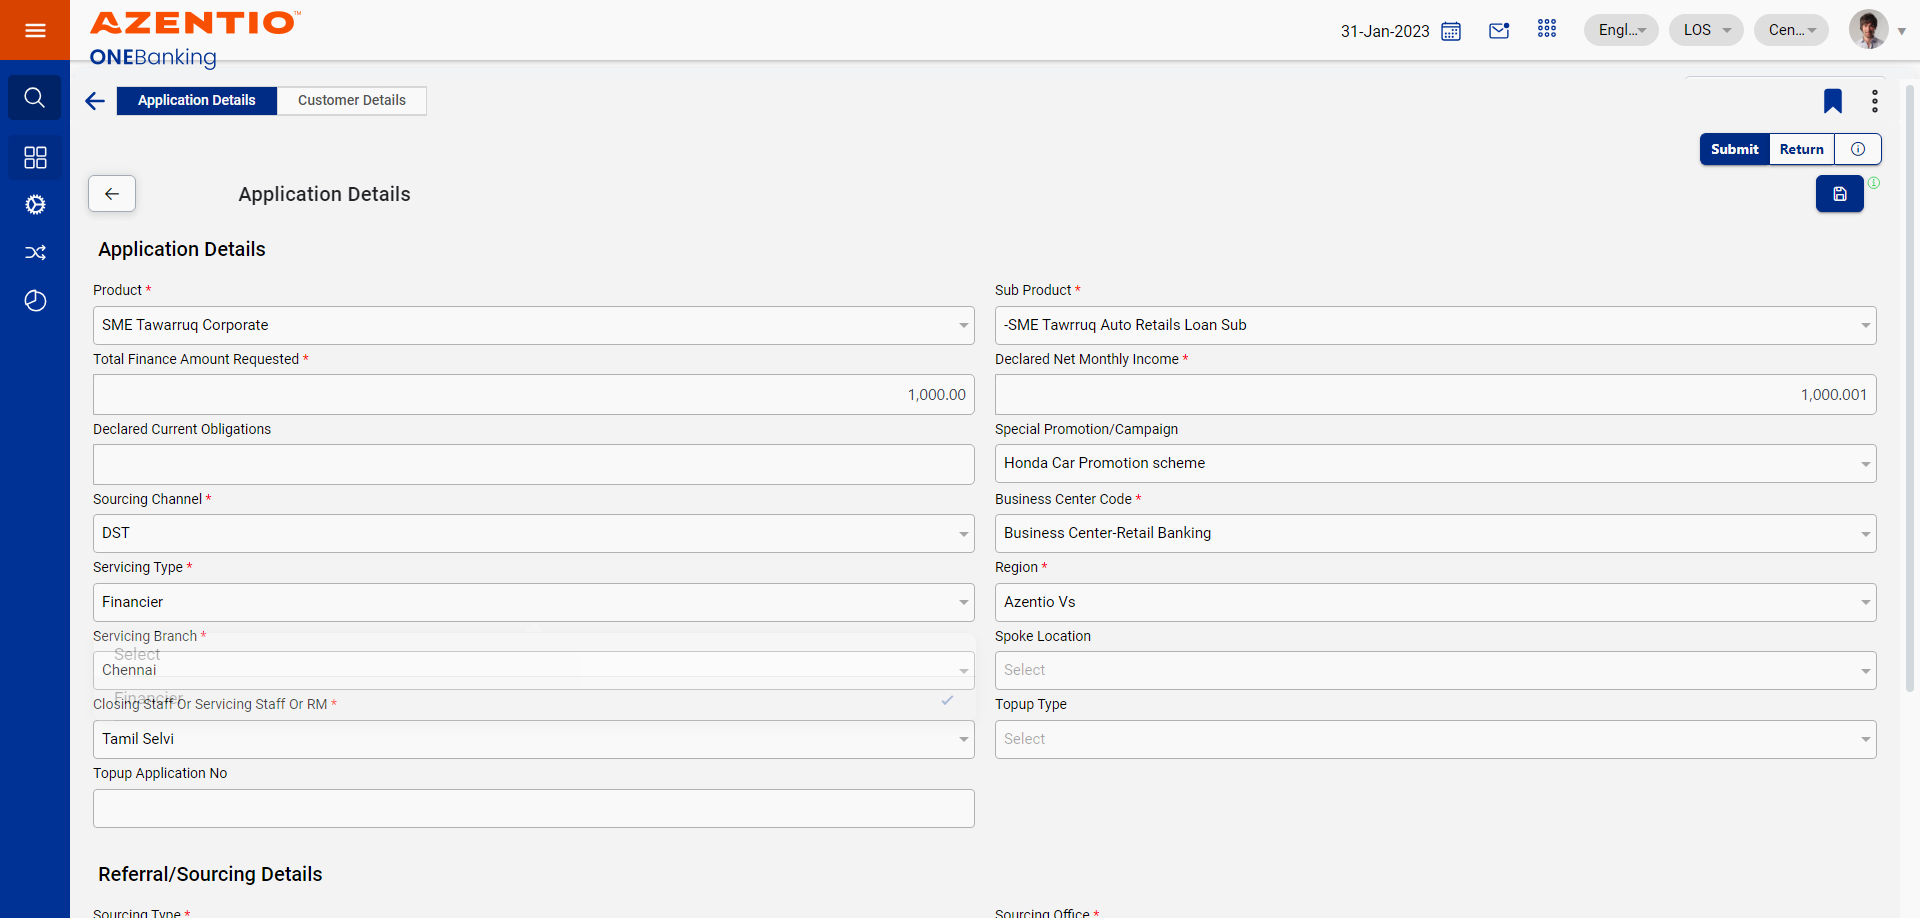 AZENTIO™
ONEBanking
31-Jan-2023
Engl...
LOS
Cen...
Application Details
Customer Details
Submit
Return
Application Details
Application Details
Product *
Sub Product *
SME Tawarruq Corporate
-SME Tawrruq Auto Retails Loan Sub
Total Finance Amount Requested *
Declared Net Monthly Income *
1,000.00
1,000.001
Declared Current Obligations
Special Promotion/Campaign
Honda Car Promotion scheme
Sourcing Channel *
Business Center Code *
DST
Business Center-Retail Banking
Servicing Type *
Region *
Financier
Azentio Vs
Servicing Branch *
Spoke Location
Select
Chennai
Select
Financier
Closing Staff Or Servicing Staff Or RM *
Topup Type
Tamil Selvi
Select
Topup Application No
Referral/Sourcing Details
Sourcing Type *
Sourcing Office *